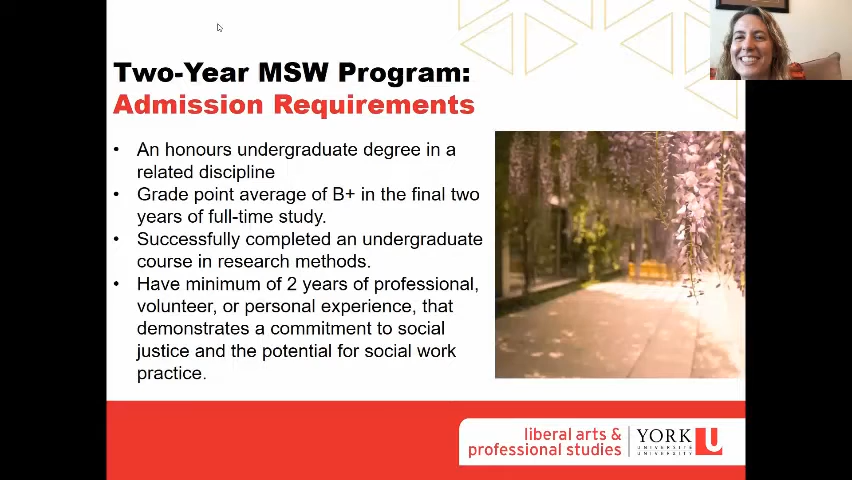 Two-Year MSW Program:
Admission Requirements
• An honours undergraduate degree in a
related discipline
• Grade point average of B+ in the final two
years of full-time study.
• Successfully completed an undergraduate
course in research methods.
• Have minimum of 2 years of professional,
volunteer, or personal experience, that
demonstrates a commitment to social
justice and the potential for social work
practice.
liberal arts &
professional studies
YORK U
UNIVERSITÉ
UNIVERSITY